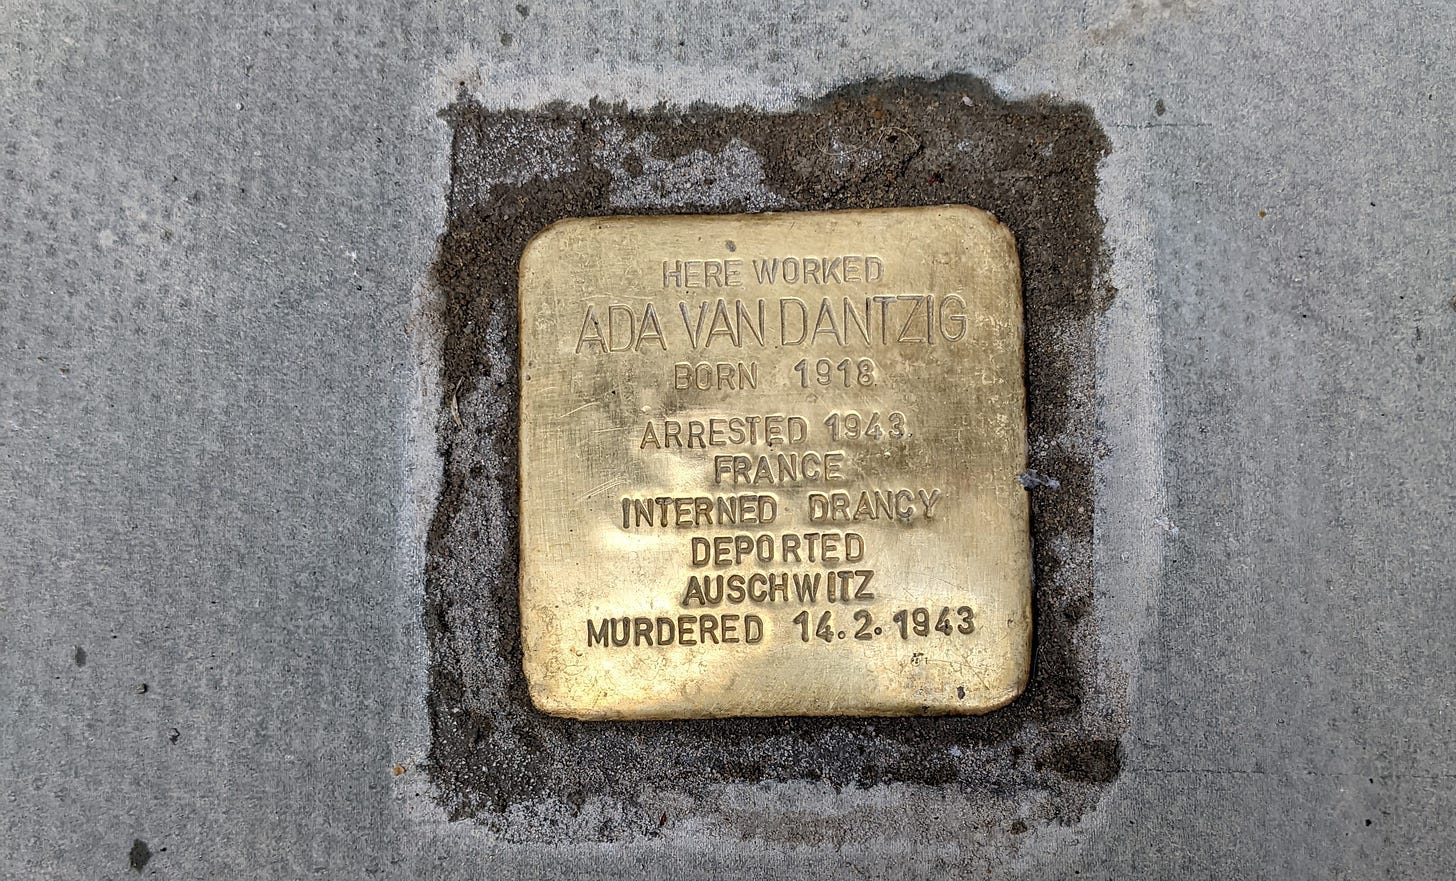 HERE WORKED
ADA VAN DANTZIG
BORN 1918
ARRESTED 1943
FRANCE
INTERNED DRANCY
DEPORTED
AUSCHWITZ
MURDERED 14.2.1943